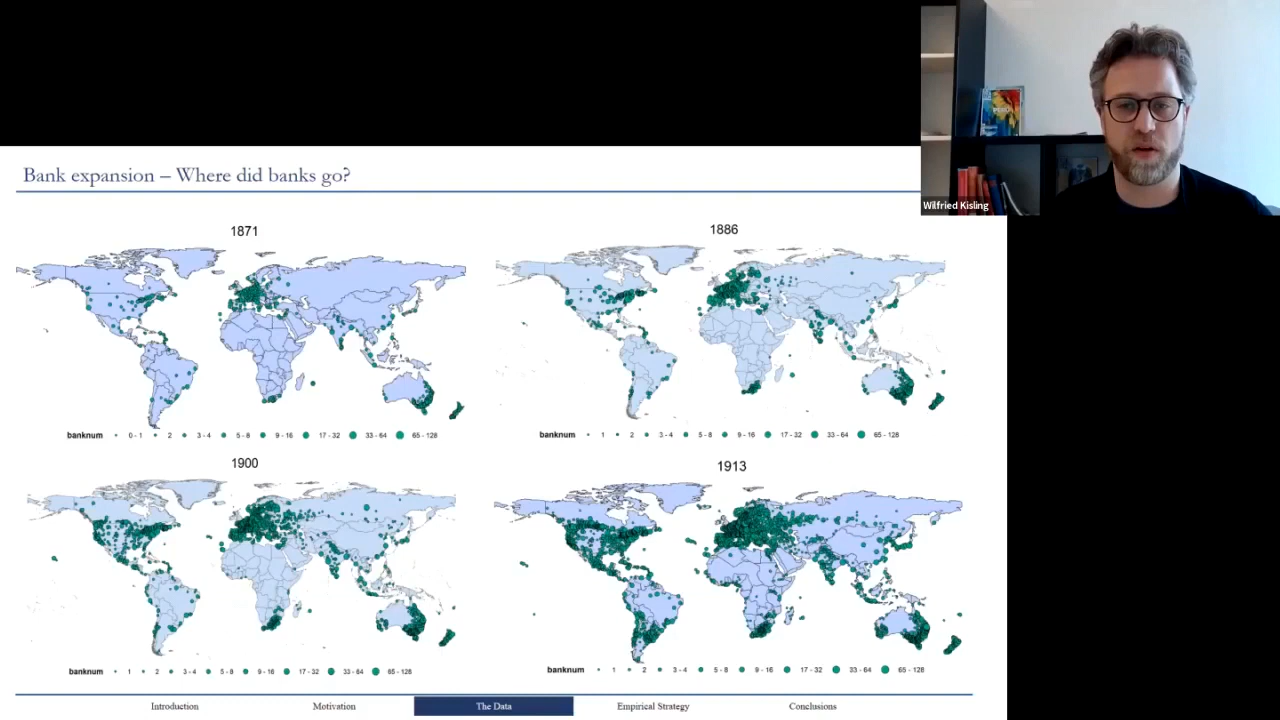 Wilfried Kisling
Bank expansion – Where did banks go?
1871
1886
banknum 0 - 1 2 3 - 4 5 - 8 9 - 16 17 - 32 33 - 64 65 - 128
banknum 1 2 3 - 4 5 - 8 9 - 16 17 - 32 33 - 64 65 - 128
1900
1913
banknum 1 2 3 - 4 5 - 8 9 - 16 17 - 32 33 - 64 65 - 128
banknum 1 2 3 - 4 5 - 8 9 - 16 17 - 32 33 - 64 65 - 128
Introduction Motivation The Data Empirical Strategy Conclusions